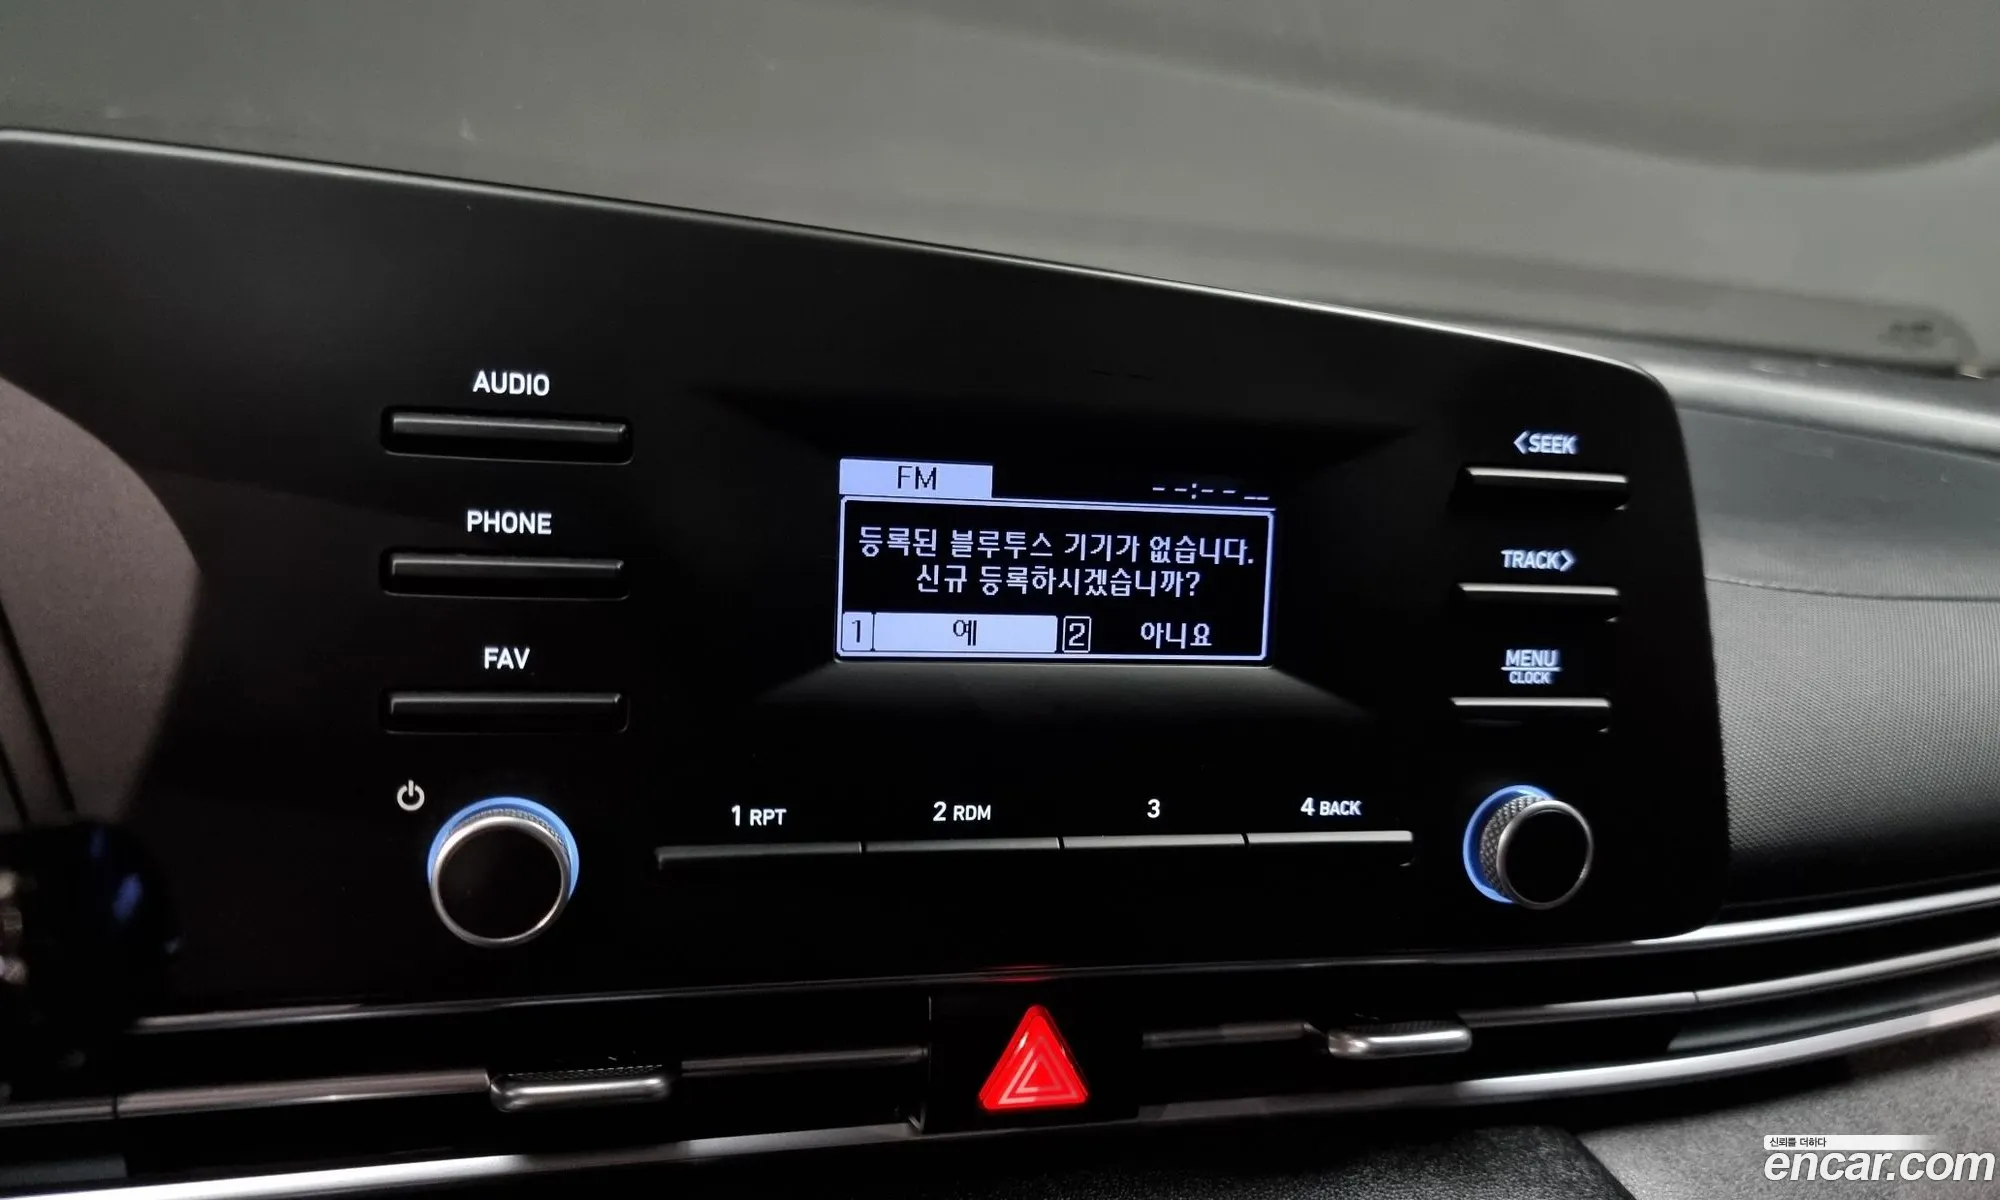 AUDIO
PHONE
FAV
FM
--:-- --
등록된 블루투스 기기가 없습니다.
신규 등록하시겠습니까?
1 예 2 아니요
<SEEK
TRACK>
MENU
CLOCK
1 RPT
2 RDM
3
4 BACK
신뢰를 더하다
encar.com